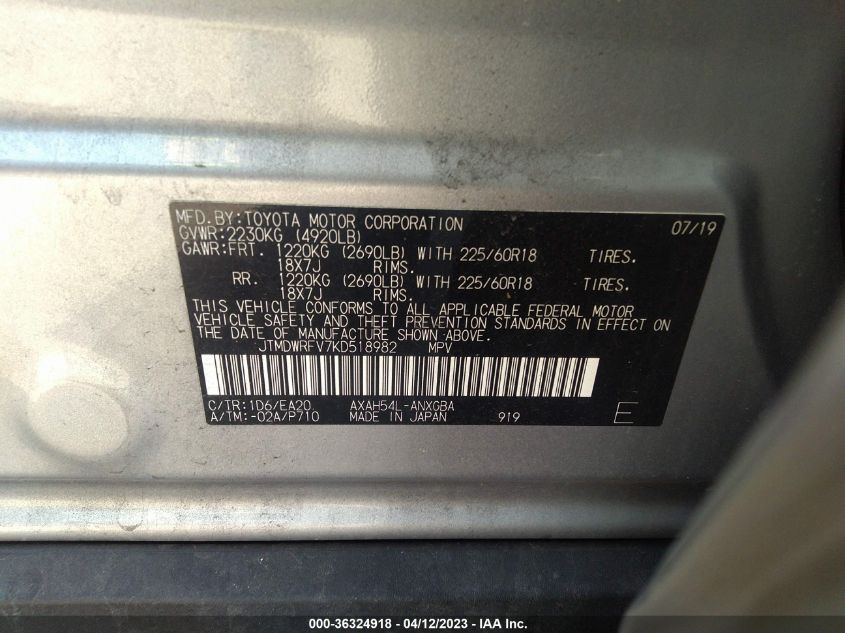 MFD.BY:TOYOTA MOTOR CORPORATION 07/19
GVWR:2230KG (4920LB)
GAWR:FRT. 1220KG (2690LB) WITH 225/60R18 TIRES.
18X7J RIMS.
RR. 1220KG (2690LB) WITH 225/60R18 TIRES.
18X7J RIMS.
THIS VEHICLE CONFORMS TO ALL APPLICABLE FEDERAL MOTOR
VEHICLE SAFETY AND THEFT PREVENTION STANDARDS IN EFFECT ON
THE DATE OF MANUFACTURE SHOWN ABOVE.
JTMDWRFV7KD518982 MPV
C/TR:1D6/EA20 AXAH54L-ANXGBA
A/TM:-02A/P710 MADE IN JAPAN 919 E
000-36324918 - 04/12/2023 - IAA Inc.